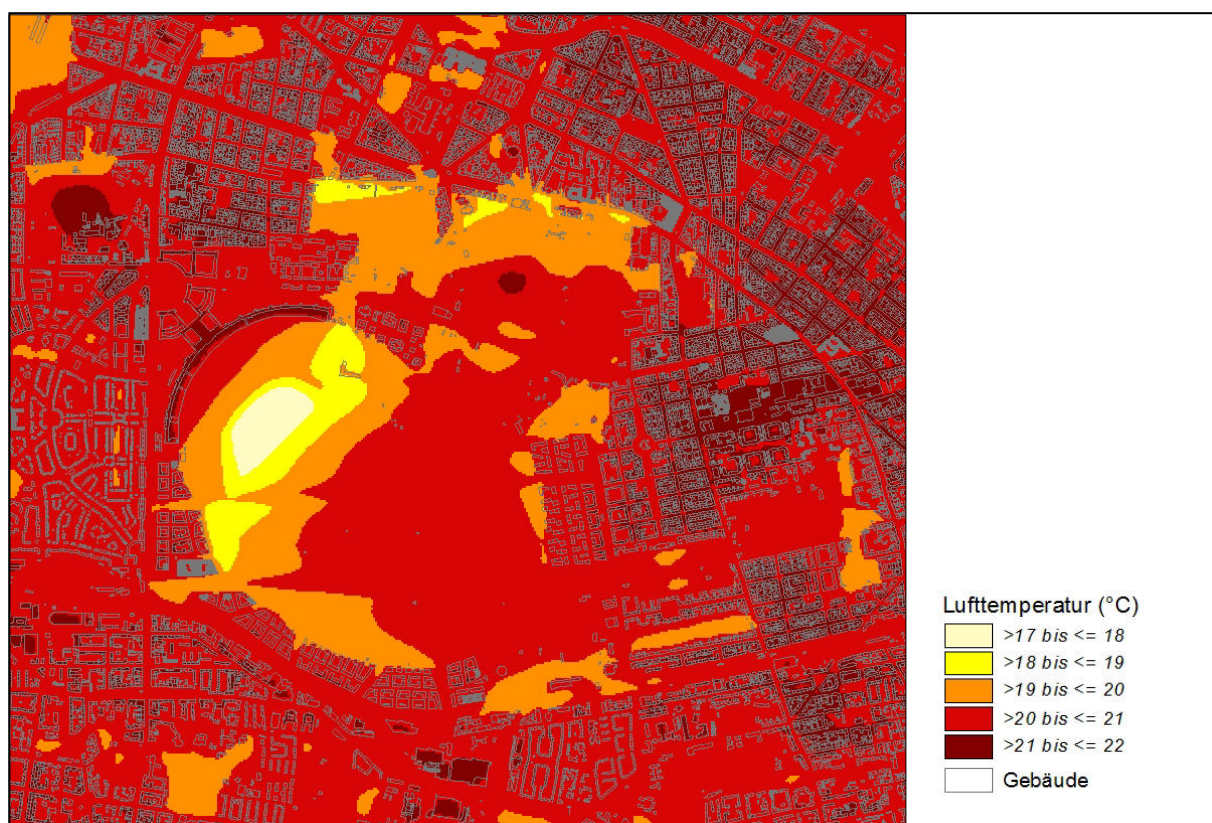 Lufttemperatur (°C)
>17 bis <= 18
>18 bis <= 19
>19 bis <= 20
>20 bis <= 21
>21 bis <= 22
Gebäude